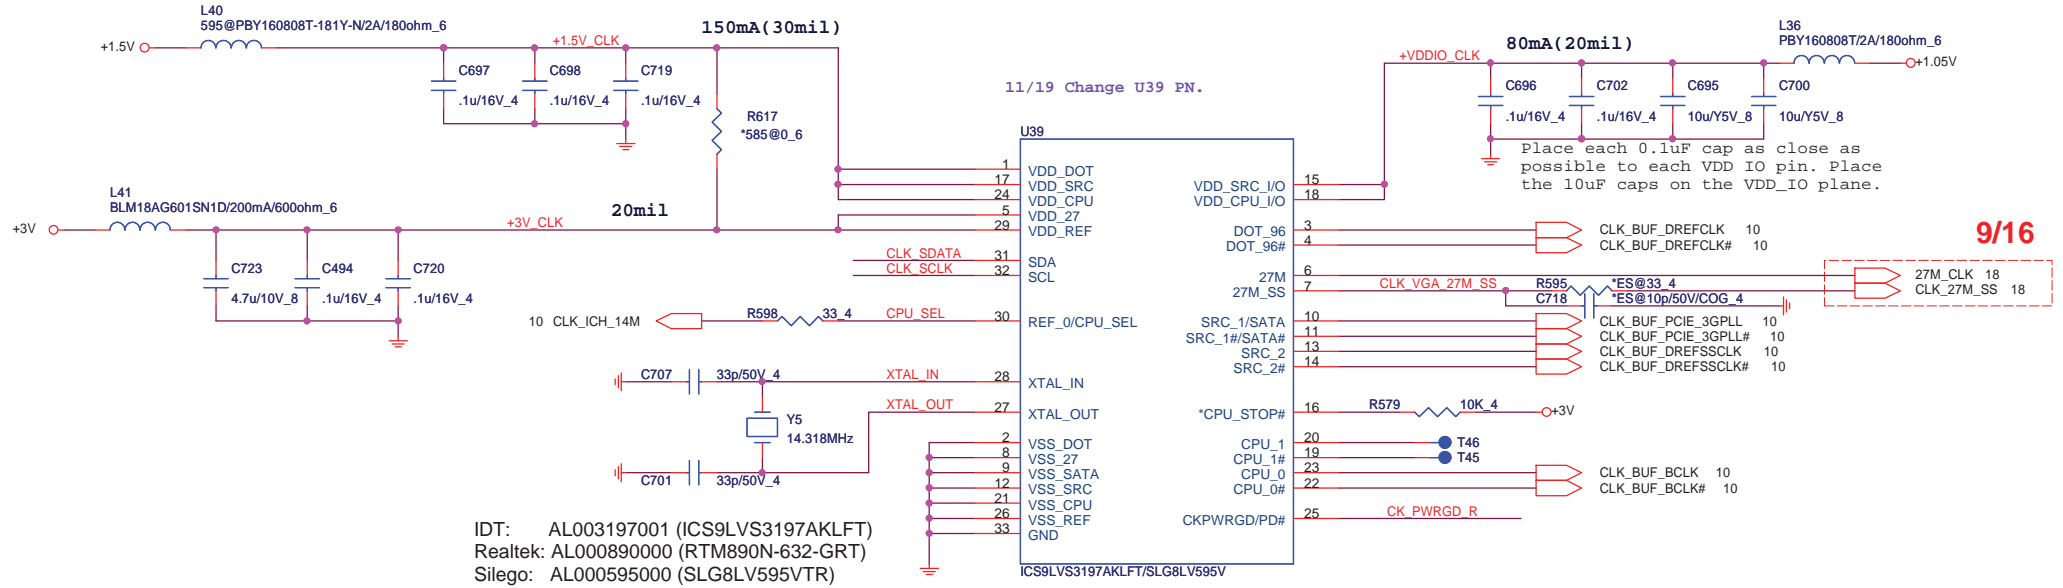 L40
595@PBY160808T-181Y-N/2A/180ohm_6
+1.5V
+1.5V_CLK
150mA(30mil)
C697
.1u/16V_4
C698
.1u/16V_4
C719
.1u/16V_4
R617
*585@0_6
L41
BLM18AG601SN1D/200mA/600ohm_6
+3V
+3V_CLK
20mil
C723
4.7u/10V_8
C494
.1u/16V_4
C720
.1u/16V_4
11/19 Change U39 PN.
+VDDIO_CLK
80mA(20mil)
L36
PBY160808T/2A/180ohm_6
+1.05V
C696
.1u/16V_4
C702
.1u/16V_4
C695
10u/Y5V_8
C700
10u/Y5V_8
Place each 0.1uF cap as close as
possible to each VDD IO pin. Place
the 10uF caps on the VDD_IO plane.
U39
1 VDD_DOT
17 VDD_SRC
24 VDD_CPU
5 VDD_27
29 VDD_REF
CLK_SDATA 31 SDA
CLK_SCLK 32 SCL
10 CLK_ICH_14M R598 33_4 CPU_SEL 30 REF_0/CPU_SEL
C707 33p/50V_4 XTAL_IN 28 XTAL_IN
XTAL_OUT 27 XTAL_OUT
Y5
14.318MHz
C701 33p/50V_4
2 VSS_DOT
8 VSS_27
9 VSS_SATA
12 VSS_SRC
21 VSS_CPU
26 VSS_REF
33 GND
VDD_SRC_I/O 15
VDD_CPU_I/O 18
DOT_96 3 CLK_BUF_DREFCLK 10
DOT_96# 4 CLK_BUF_DREFCLK# 10
9/16
27M 6 27M_CLK 18
27M_SS 7 CLK_VGA_27M_SS R595 *ES@33_4 CLK_27M_SS 18
C718 *ES@10p/50V/COG_4
SRC_1/SATA 10 CLK_BUF_PCIE_3GPLL 10
SRC_1#/SATA# 11 CLK_BUF_PCIE_3GPLL# 10
SRC_2 13 CLK_BUF_DREFSSCLK 10
SRC_2# 14 CLK_BUF_DREFSSCLK# 10
*CPU_STOP# 16 R579 10K_4 +3V
CPU_1 20 T46
CPU_1# 19 T45
CPU_0 23 CLK_BUF_BCLK 10
CPU_0# 22 CLK_BUF_BCLK# 10
CKPWRGD/PD# 25 CK_PWRGD_R
ICS9LVS3197AKLFT/SLG8LV595V
IDT: AL003197001 (ICS9LVS3197AKLFT)
Realtek: AL000890000 (RTM890N-632-GRT)
Silego: AL000595000 (SLG8LV595VTR)